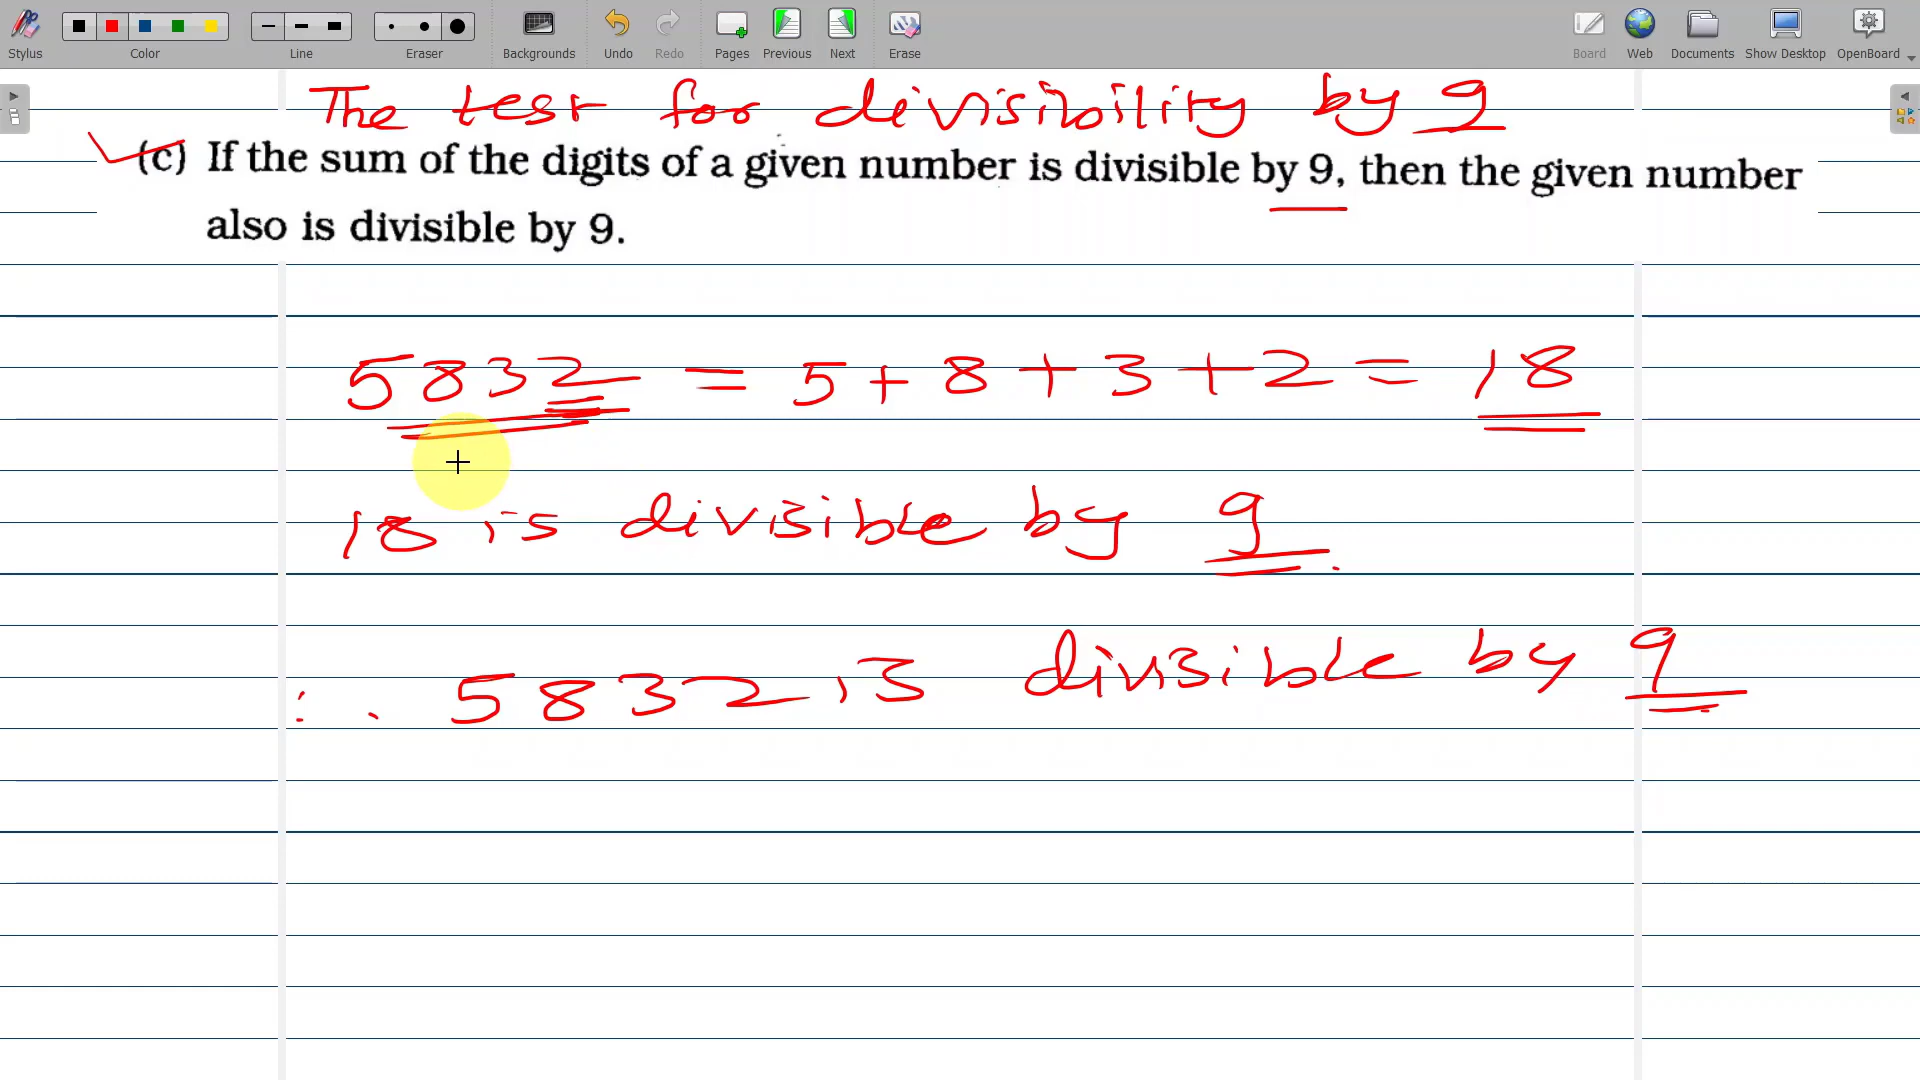 Stylus Color Line Eraser Backgrounds Undo Redo Pages Previous Next Erase Board Web Documents Show Desktop OpenBoard
The test for divisibility by 9
(c) If the sum of the digits of a given number is divisible by 9, then the given number
also is divisible by 9.
5832 = 5 + 8 + 3 + 2 = 18
18 is divisible by 9.
∴ 5832 is divisible by 9